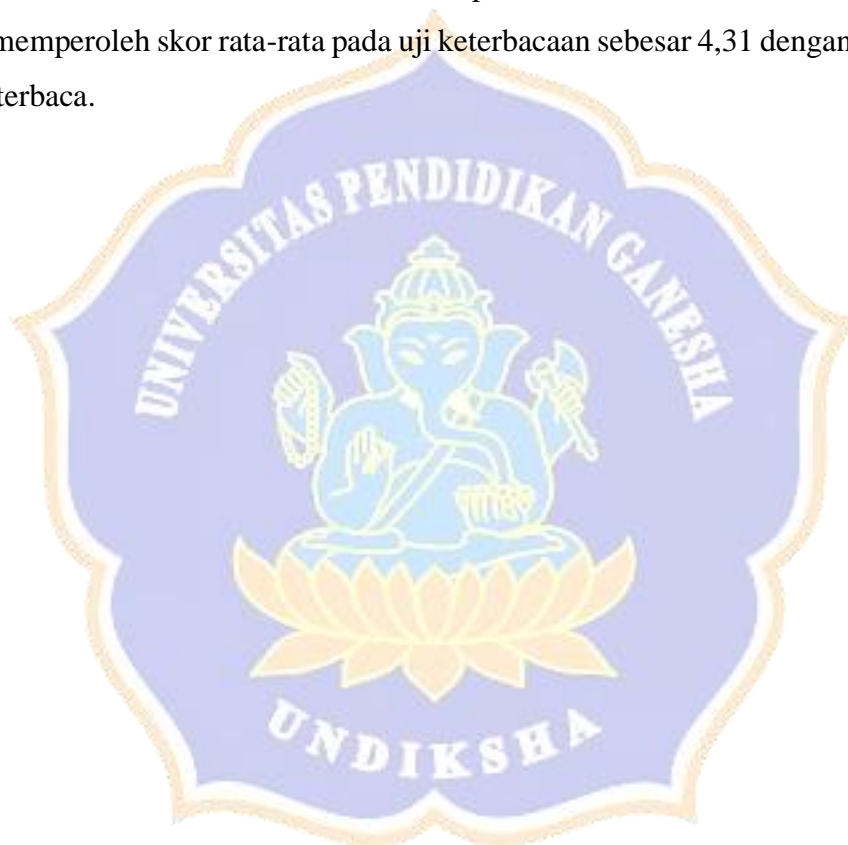 memperoleh skor rata-rata pada uji keterbacaan sebesar 4,31 dengan
terbaca.
UNIVERSITAS PENDIDIKAN GANESHA
UNDIKSHA